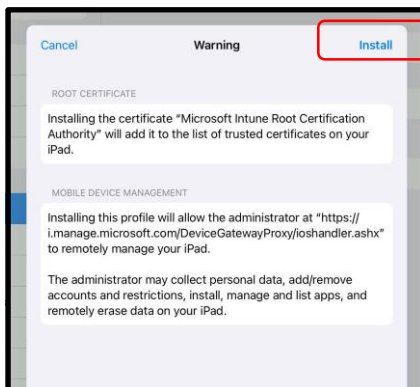 Cancel Warning Install
ROOT CERTIFICATE
Installing the certificate “Microsoft Intune Root Certification
Authority” will add it to the list of trusted certificates on your
iPad.
MOBILE DEVICE MANAGEMENT
Installing this profile will allow the administrator at “https://
i.manage.microsoft.com/DeviceGatewayProxy/ioshandler.ashx”
to remotely manage your iPad.
The administrator may collect personal data, add/remove
accounts and restrictions, install, manage and list apps, and
remotely erase data on your iPad.